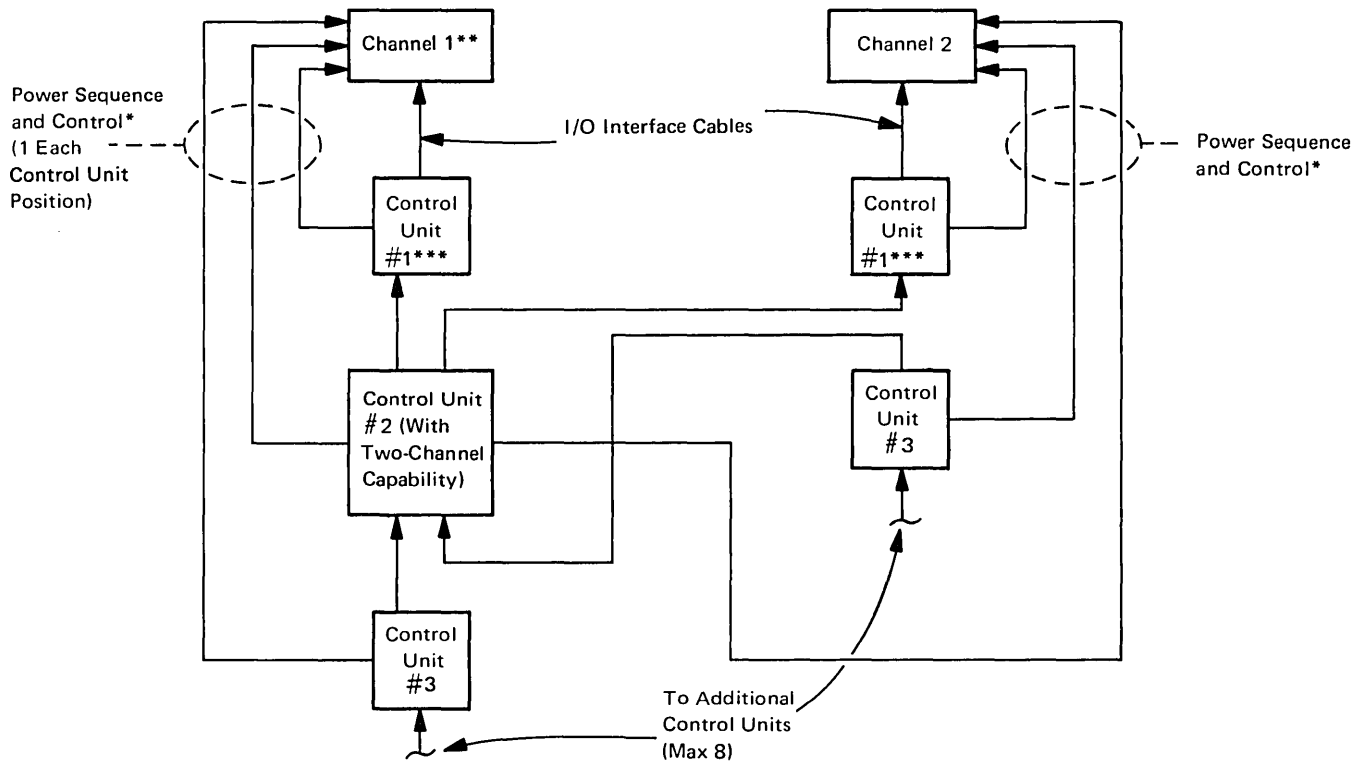 Channel 1**
Channel 2
Power Sequence
and Control*
(1 Each
Control Unit
Position)
I/O Interface Cables
Power Sequence
and Control*
Control
Unit
#1***
Control
Unit
#1***
Control Unit
#2 (With
Two-Channel
Capability)
Control
Unit
#3
Control
Unit
#3
To Additional
Control Units
(Max 8)